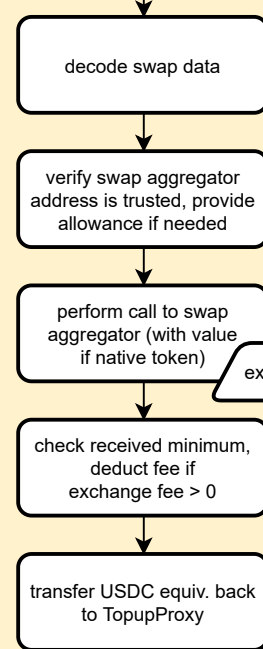 decode swap data
verify swap aggregator
address is trusted, provide
allowance if needed
perform call to swap
aggregator (with value
if native token)
check received minimum,
deduct fee if
exchange fee > 0
transfer USDC equiv. back
to TopupProxy